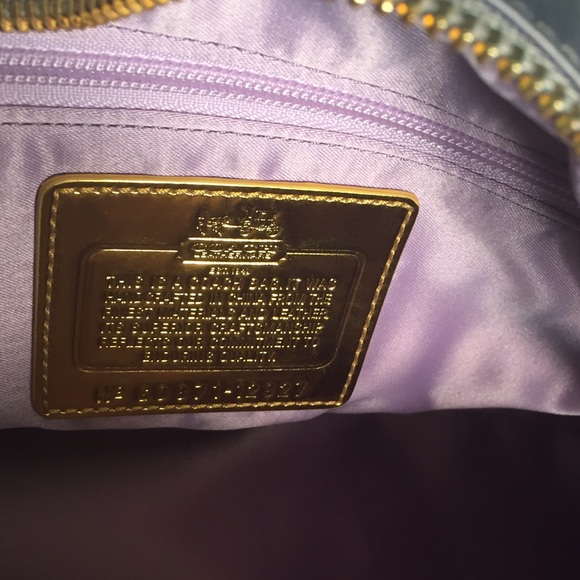 LEATHERWARE
EST. 1941
THIS IS A COACH BAG. IT WAS
HANDCRAFTED IN CHINA FROM THE
FINEST MATERIALS AND LEATHER.
ITS SUPERIOR CRAFTSMANSHIP
REFLECTS OUR COMMITMENT TO
ENDURING QUALITY.